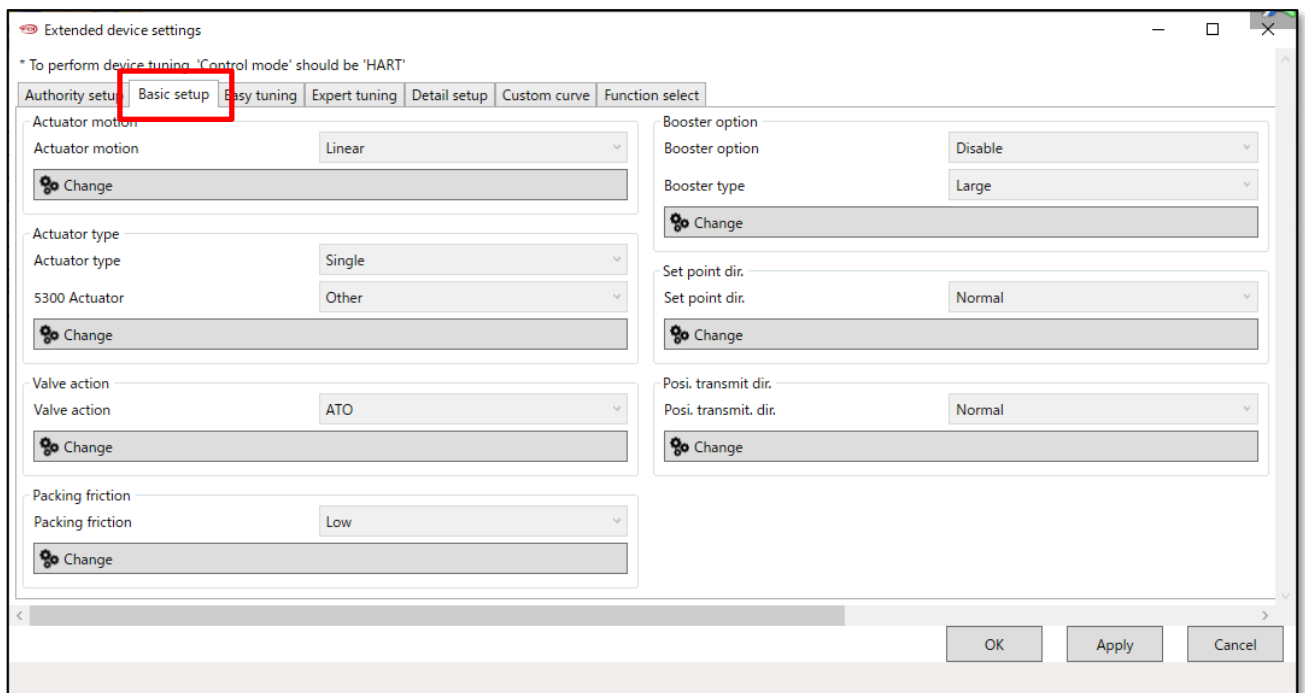 Extended device settings
* To perform device tuning, 'Control mode' should be 'HART'
Authority setup Basic setup Easy tuning Expert tuning Detail setup Custom curve Function select
Actuator motion
Actuator motion Linear
Change
Actuator type
Actuator type Single
5300 Actuator Other
Change
Valve action
Valve action ATO
Change
Packing friction
Packing friction Low
Change
Booster option
Booster option Disable
Booster type Large
Change
Set point dir.
Set point dir. Normal
Change
Posi. transmit dir.
Posi. transmit. dir. Normal
Change
OK Apply Cancel